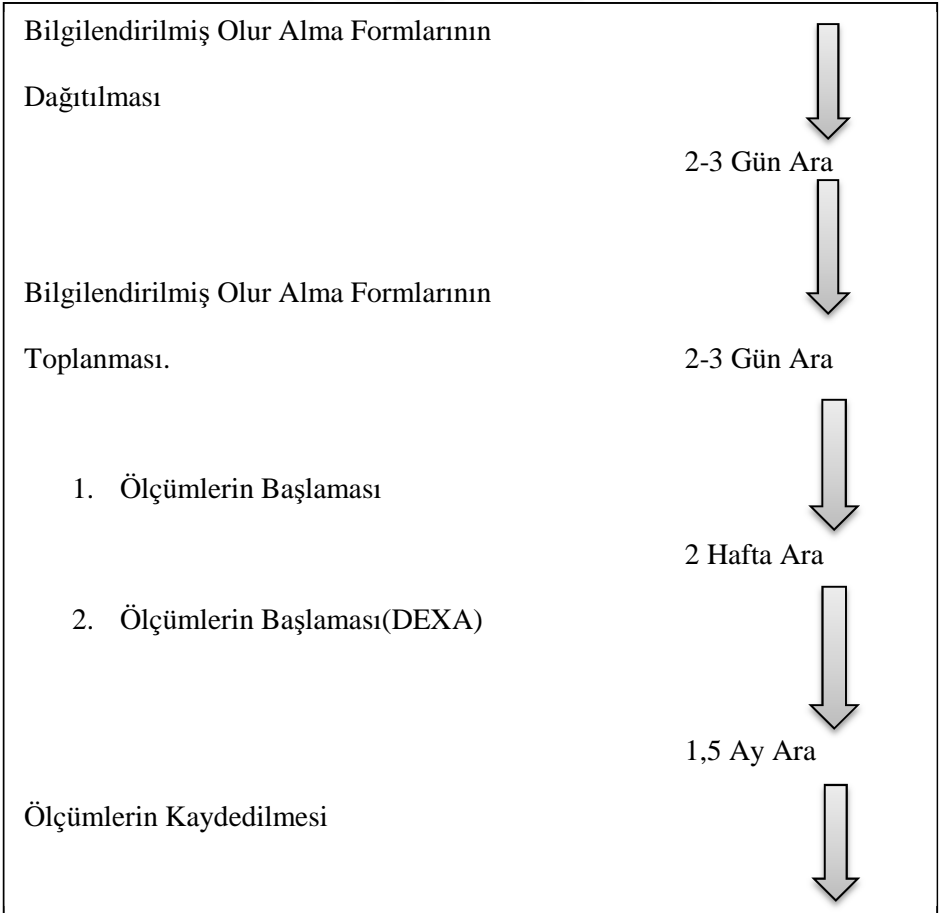 Bilgilendirilmiş Olur Alma Formlarının
Dağıtılması
2-3 Gün Ara
Bilgilendirilmiş Olur Alma Formlarının
Toplanması. 2-3 Gün Ara
1. Ölçümlerin Başlaması
2 Hafta Ara
2. Ölçümlerin Başlaması(DEXA)
1,5 Ay Ara
Ölçümlerin Kaydedilmesi